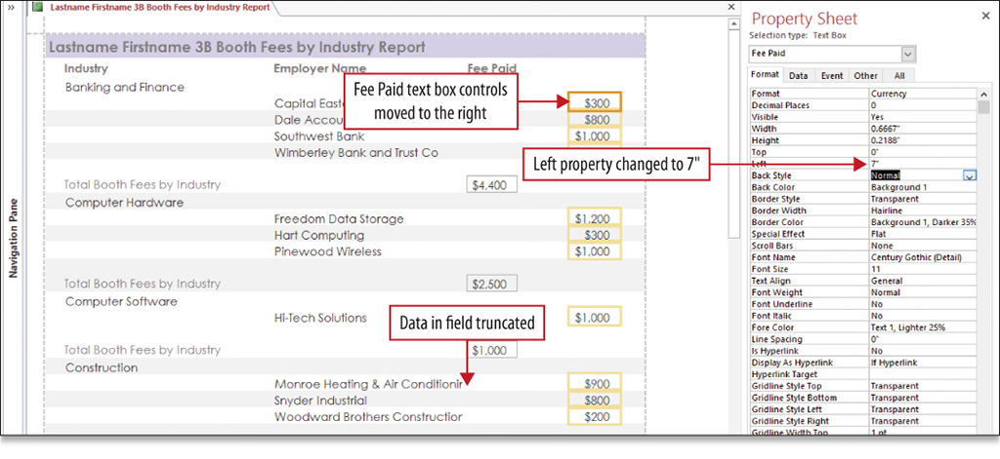 Lastname Firstname 3B Booth Fees by Industry Report
Lastname Firstname 3B Booth Fees by Industry Report
Industry Employer Name Fee Paid
Banking and Finance
Capital East $300
Dale Accou $800
Southwest Bank $1,000
Wimberley Bank and Trust Co
Total Booth Fees by Industry $4,400
Computer Hardware
Freedom Data Storage $1,200
Hart Computing $300
Pinewood Wireless $1,000
Total Booth Fees by Industry $2,500
Computer Software
Hi-Tech Solutions $1,000
Total Booth Fees by Industry $1,000
Construction
Monroe Heating & Air Conditionin $900
Snyder Industrial $800
Woodward Brothers Construction $200
Fee Paid text box controls
moved to the right
Left property changed to 7"
Data in field truncated
Navigation Pane
Property Sheet
Selection type: Text Box
Fee Paid
Format Data Event Other All
Format Currency
Decimal Places 0
Visible Yes
Width 0.6667"
Height 0.2188"
Top 0"
Left 7"
Back Style Normal
Back Color Background 1
Border Style Transparent
Border Width Hairline
Border Color Background 1, Darker 35%
Special Effect Flat
Scroll Bars None
Font Name Century Gothic (Detail)
Font Size 11
Text Align General
Font Weight Normal
Font Underline No
Font Italic No
Fore Color Text 1, Lighter 25%
Line Spacing 0"
Is Hyperlink No
Display As Hyperlink If Hyperlink
Hyperlink Target
Gridline Style Top Transparent
Gridline Style Bottom Transparent
Gridline Style Left Transparent
Gridline Style Right Transparent
Gridline Width Top 1 pt